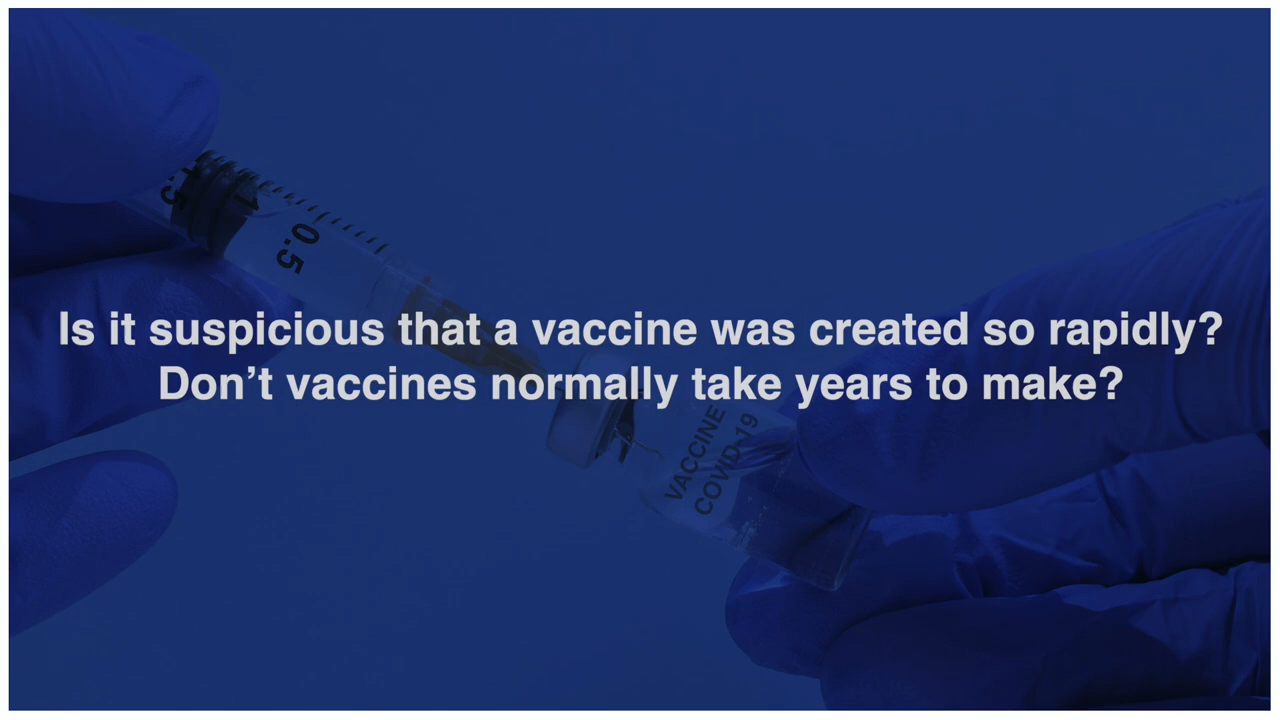 Is it suspicious that a vaccine was created so rapidly?
Don’t vaccines normally take years to make?
0.5
1
VACCINE
COVID-19